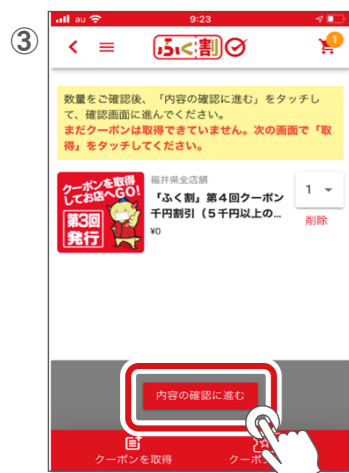 ③
au
9:23
ふく割
1
数量をご確認後、「内容の確認に進む」をタッチし
て、確認画面に進んでください。
まだクーポンは取得できていません。次の画面で「取
得」をタッチしてください。
クーポンを取得
してお店へGO!
第3回
発行
福井県全店舗
「ふく割」第4回クーポン
千円割引（5千円以上の...
¥0
1
削除
内容の確認に進む
クーポンを取得
クーポ